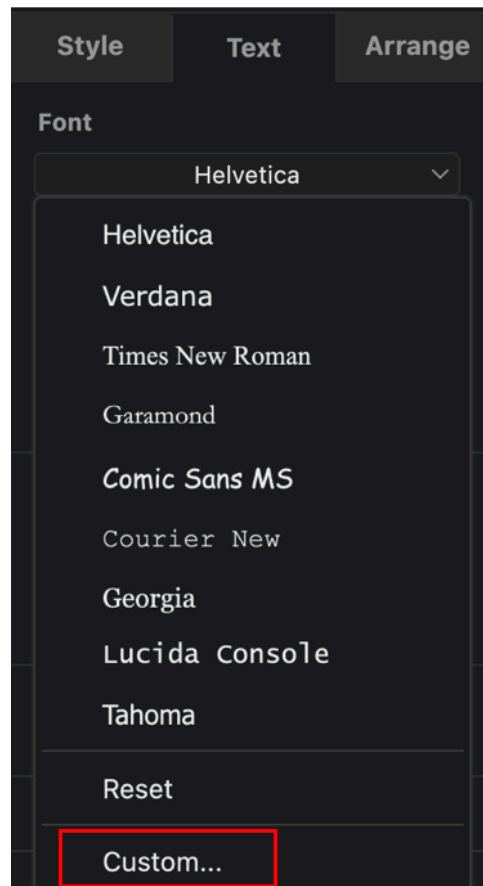 Style Text Arrange
Font
Helvetica
Helvetica
Verdana
Times New Roman
Garamond
Comic Sans MS
Courier New
Georgia
Lucida Console
Tahoma
Reset
Custom...